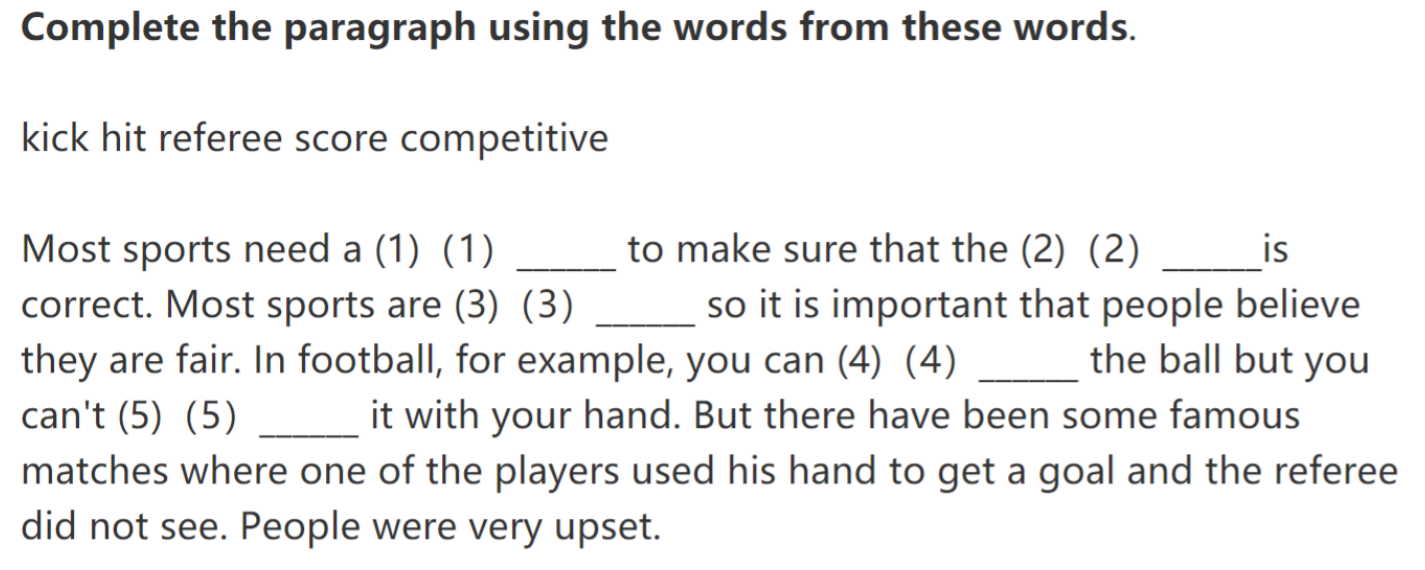 Complete the paragraph using the words from these words.
kick hit referee score competitive
Most sports need a (1) (1) ______ to make sure that the (2) (2) ______is
correct. Most sports are (3) (3) ______ so it is important that people believe
they are fair. In football, for example, you can (4) (4) ______ the ball but you
can't (5) (5) ______ it with your hand. But there have been some famous
matches where one of the players used his hand to get a goal and the referee
did not see. People were very upset.